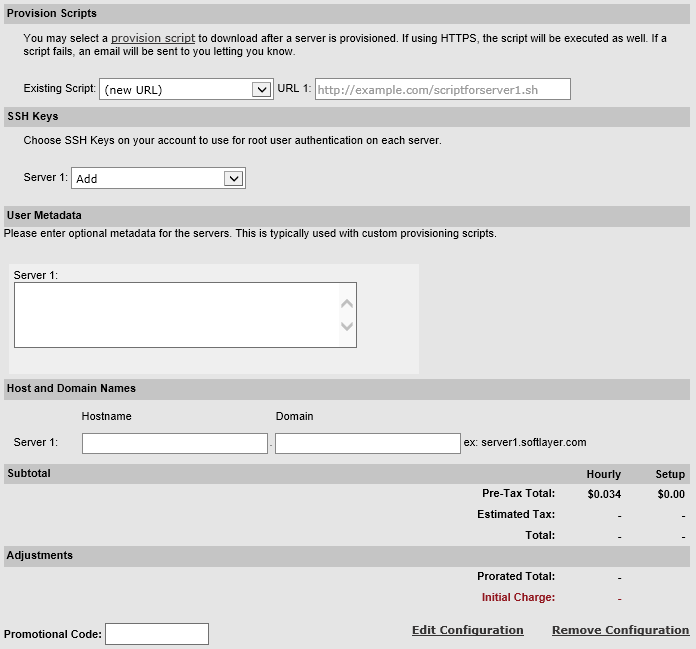 Provision Scripts
You may select a provision script to download after a server is provisioned. If using HTTPS, the script will be executed as well. If a
script fails, an email will be sent to you letting you know.
Existing Script: (new URL) URL 1: http://example.com/scriptforserver1.sh
SSH Keys
Choose SSH Keys on your account to use for root user authentication on each server.
Server 1: Add
User Metadata
Please enter optional metadata for the servers. This is typically used with custom provisioning scripts.
Server 1:
Host and Domain Names
Hostname Domain
Server 1: . ex: server1.softlayer.com
Subtotal Hourly Setup
Pre-Tax Total: $0.034 $0.00
Estimated Tax: - -
Total: - -
Adjustments
Prorated Total: -
Initial Charge: -
Promotional Code: Edit Configuration Remove Configuration